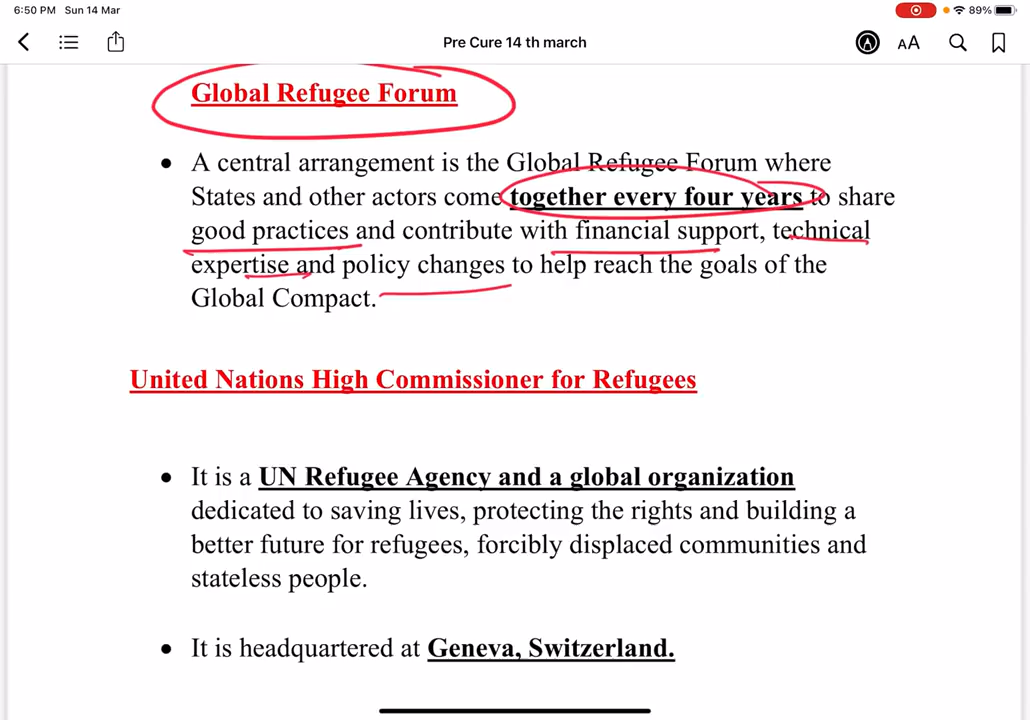 6:50 PM Sun 14 Mar 89%
Pre Cure 14 th march AA
Global Refugee Forum
• A central arrangement is the Global Refugee Forum where
States and other actors come together every four years to share
good practices and contribute with financial support, technical
expertise and policy changes to help reach the goals of the
Global Compact.
United Nations High Commissioner for Refugees
• It is a UN Refugee Agency and a global organization
dedicated to saving lives, protecting the rights and building a
better future for refugees, forcibly displaced communities and
stateless people.
• It is headquartered at Geneva, Switzerland.